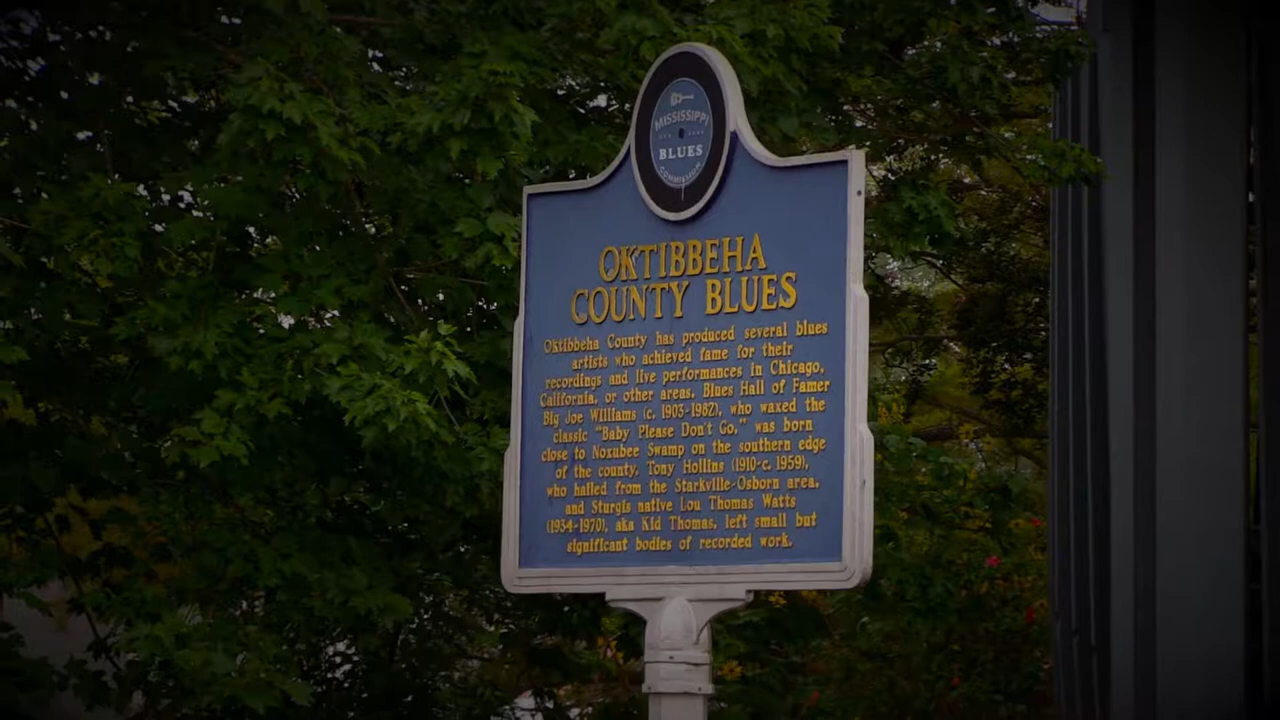 MISSISSIPPI
BLUES
COMMISSION
OKTIBBEHA
COUNTY BLUES
Oktibbeha County has produced several blues
artists who achieved fame for their
recordings and live performances in Chicago,
California, or other areas. Blues Hall of Famer
Big Joe Williams (c. 1903-1982), who waxed the
classic "Baby Please Don't Go," was born
close to Noxubee Swamp on the southern edge
of the county. Tony Hollins (1910-c. 1959),
who hailed from the Starkville-Osborn area,
and Sturgis native Lou Thomas Watts
(1934-1970), aka Kid Thomas, left small but
significant bodies of recorded work.